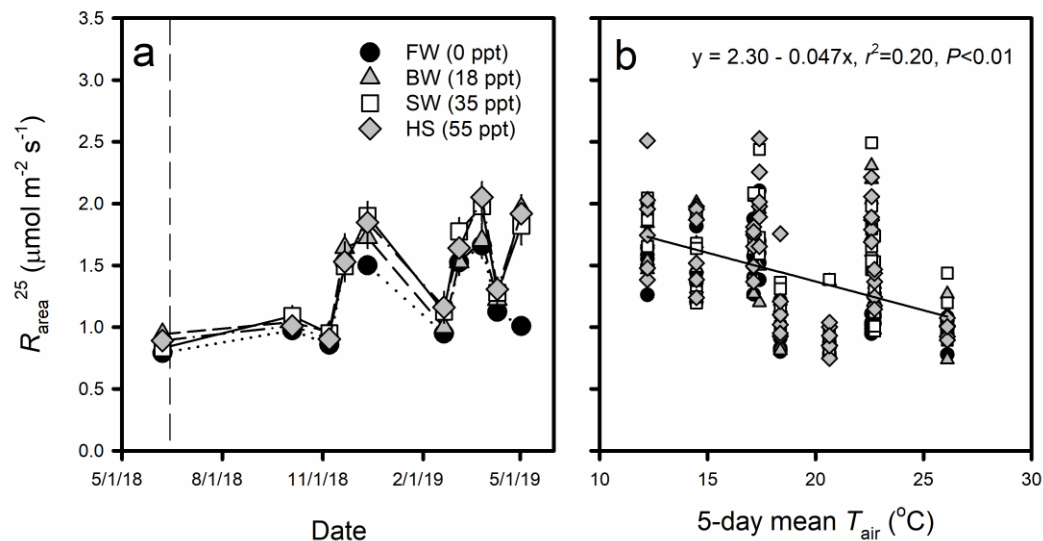 a
FW (0 ppt)
BW (18 ppt)
SW (35 ppt)
HS (55 ppt)
R_area^25 (μmol m^-2 s^-1)
3.5
3.0
2.5
2.0
1.5
1.0
0.5
0.0
5/1/18 8/1/18 11/1/18 2/1/19 5/1/19
Date
b
y = 2.30 - 0.047x, r²=0.20, P<0.01
10 15 20 25 30
5-day mean T_air (°C)